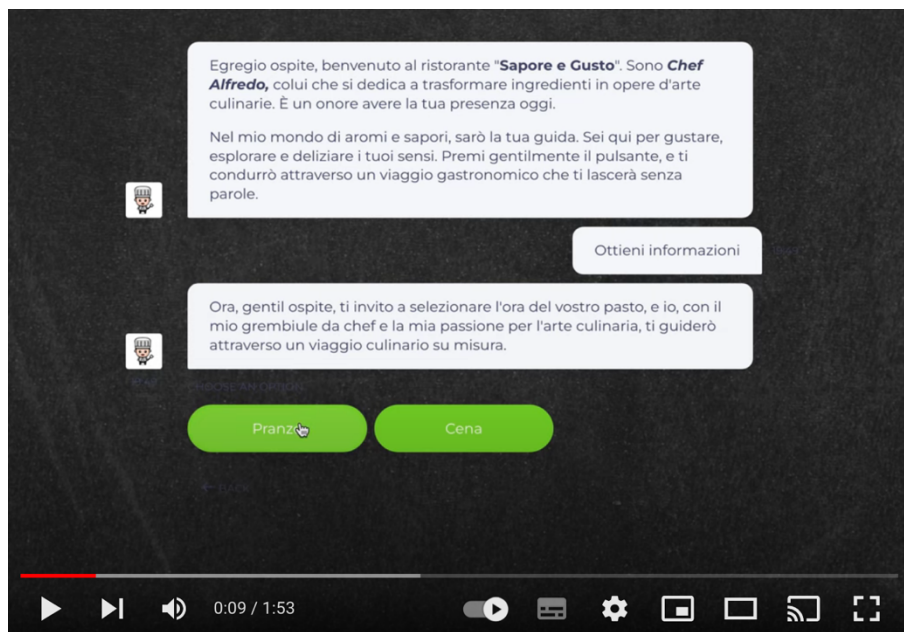 Egregio ospite, benvenuto al ristorante "Sapore e Gusto". Sono Chef
Alfredo, colui che si dedica a trasformare ingredienti in opere d'arte
culinarie. È un onore avere la tua presenza oggi.
Nel mio mondo di aromi e sapori, sarò la tua guida. Sei qui per gustare,
esplorare e deliziare i tuoi sensi. Premi gentilmente il pulsante, e ti
condurrò attraverso un viaggio gastronomico che ti lascerà senza
parole.
Ottieni informazioni
Ora, gentil ospite, ti invito a selezionare l'ora del vostro pasto, e io, con il
mio grembiule da chef e la mia passione per l'arte culinaria, ti guiderò
attraverso un viaggio culinario su misura.
CHOOSE AN OPTION
Pranzo Cena
BACK
0:09 / 1:53